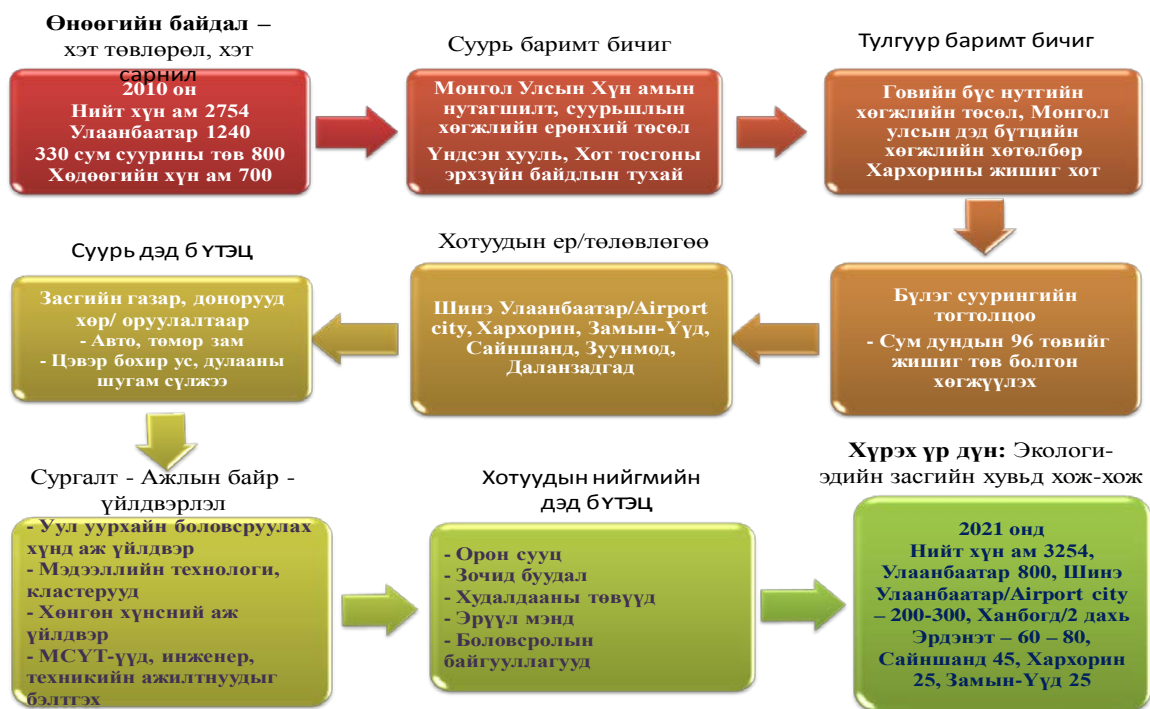 Өнөөгийн байдал –
хэт төвлөрөл, хэт
сарнил
2010 он
Нийт хүн ам 2754
Улаанбаатар 1240
330 сум суурины төв 800
Хөдөөгийн хүн ам 700
Суурь баримт бичиг
Монгол Улсын Хүн амын
нутагшилт, суурьшлын
хөгжлийн ерөнхий төсөл
Үндсэн хууль, Хот тосгоны
эрхзүйн байдлын тухай
Тулгуур баримт бичиг
Говийн бүс нутгийн
хөгжлийн төсөл, Монгол
улсын дэд бүтцийн
хөгжлийн хөтөлбөр
Хархорины жишиг хот
Бүлэг суурингийн
тогтолцоо
- Сум дундын 96 төвийг
жишиг төв болгон
хөгжүүлэх
Хотуудын ер/төлөвлөгөө
Шинэ Улаанбаатар/Airport
city, Хархорин, Замын-Үүд,
Сайншанд, Зуунмод,
Даланзадгад
Суурь дэд бүтэц
Засгийн газар, донорууд
хөр/ оруулалтаар
- Авто, төмөр зам
- Цэвэр бохир ус, дулааны
шугам сүлжээ
Сургалт - Ажлын байр -
үйлдвэрлэл
- Уул уурхайн боловсруулах
хүнд аж үйлдвэр
- Мэдээллийн технологи,
кластерууд
- Хөнгөн хүнсний аж
үйлдвэр
- МСҮТ-үүд, инженер,
техникийн ажилтнуудыг
бэлтгэх
Хотуудын нийгмийн
дэд бүтэц
- Орон сууц
- Зочид буудал
- Худалдааны төвүүд
- Эрүүл мэнд
- Боловсролын
байгууллагууд
Хүрэх үр дүн: Экологи-
эдийн засгийн хувьд хож-хож
2021 онд
Нийт хүн ам 3254,
Улаанбаатар 800, Шинэ
Улаанбаатар/Airport city
– 200-300, Ханбогд/2 дахь
Эрдэнэт – 60 – 80,
Сайншанд 45, Хархорин
25, Замын-Үүд 25